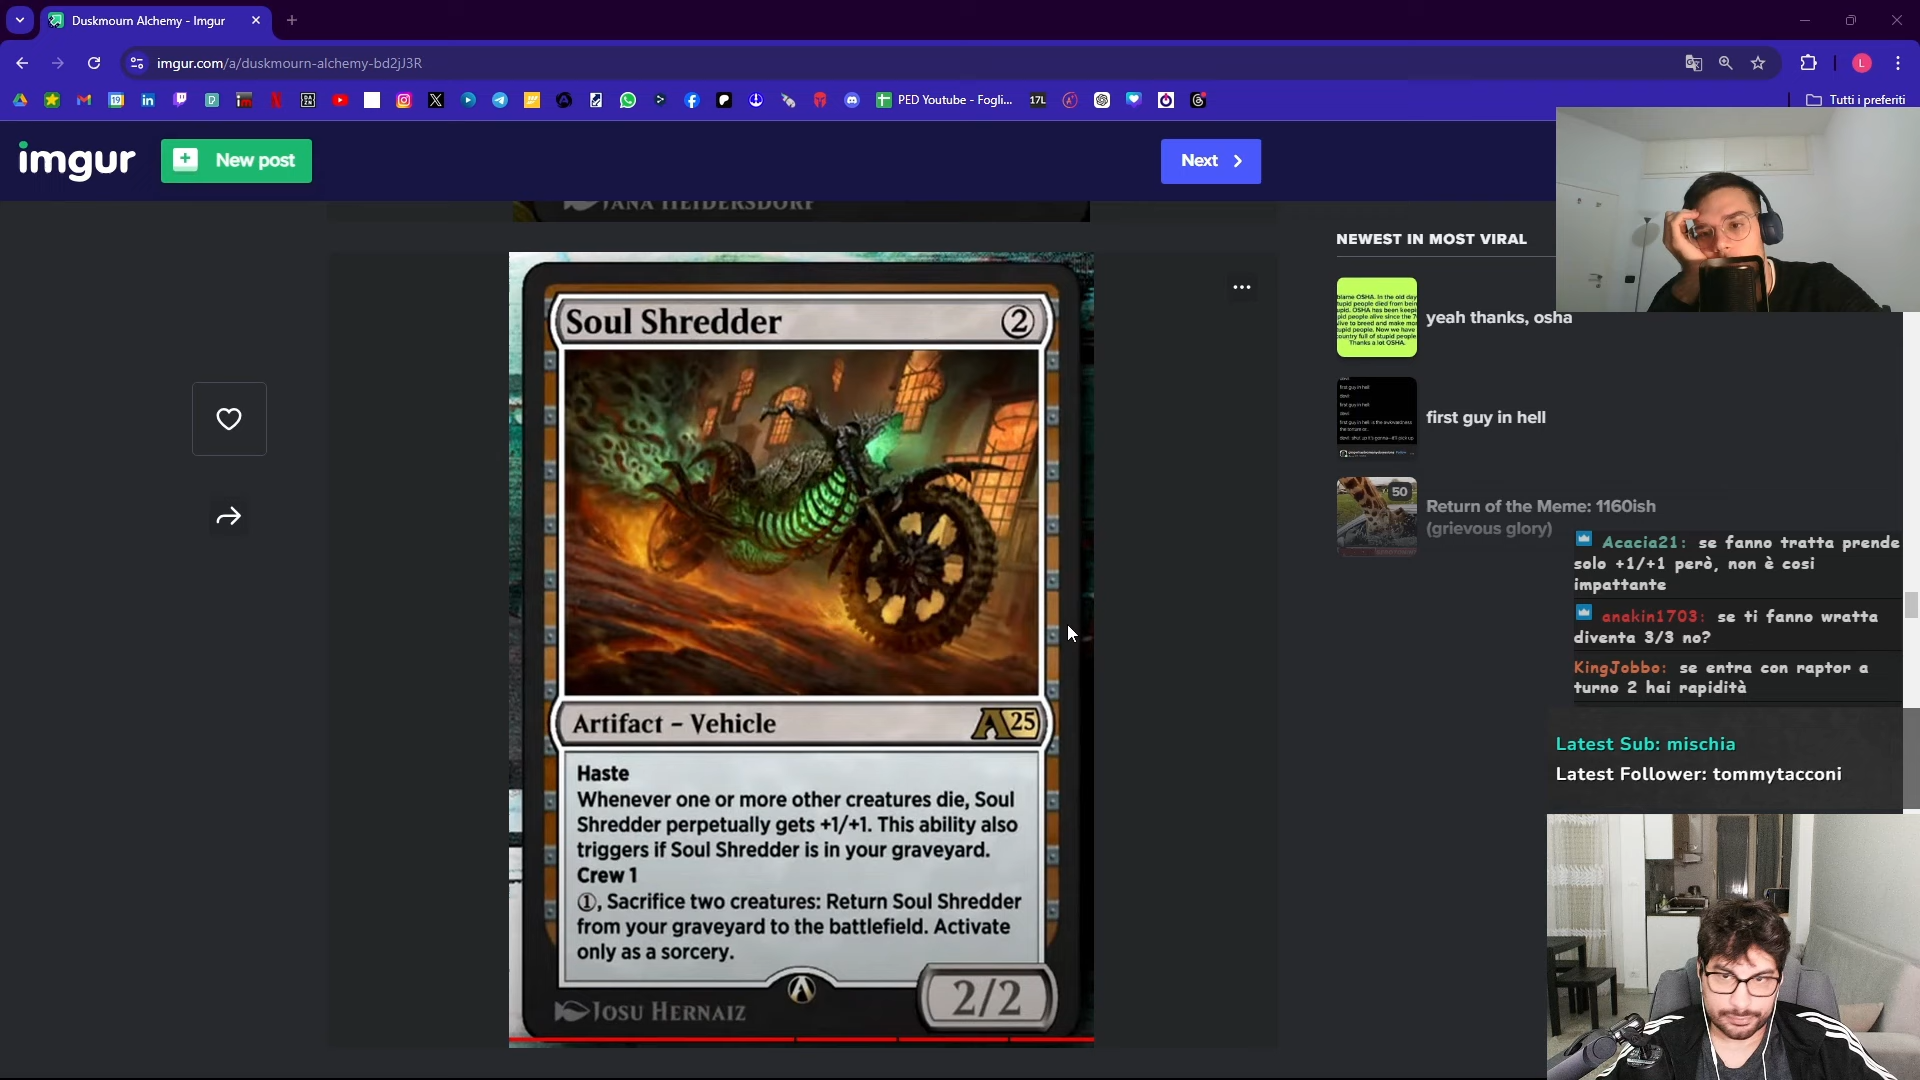 Duskmourn Alchemy - Imgur
imgur.com/a/duskmourn-alchemy-bd2jJ3R
L
19
PED Youtube - Fogli...
17L
Tutti i preferiti
imgur
New post
Next
JANA HEIDERSDORF
NEWEST IN MOST VIRAL
yeah thanks, osha
first guy in hell
50
Return of the Meme: 1160ish
(grievous glory)
Soul Shredder
2
Artifact – Vehicle
A25
Haste
Whenever one or more other creatures die, Soul
Shredder perpetually gets +1/+1. This ability also
triggers if Soul Shredder is in your graveyard.
Crew 1
①, Sacrifice two creatures: Return Soul Shredder
from your graveyard to the battlefield. Activate
only as a sorcery.
2/2
JOSU HERNAIZ
Acacia21: se fanno tratta prende
solo +1/+1 però, non è cosi
impattante
anakin1703: se ti fanno wratta
diventa 3/3 no?
KingJobbo: se entra con raptor a
turno 2 hai rapidità
Latest Sub: mischia
Latest Follower: tommytacconi